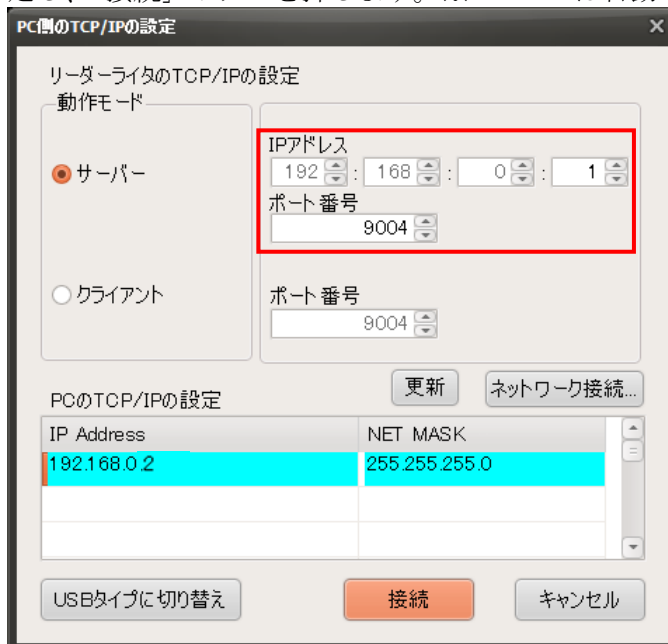 PC側のTCP/IPの設定
リーダーライタのTCP/IPの設定
動作モード
サーバー
IPアドレス
192 : 168 : 0 : 1
ポート番号
9004
クライアント
ポート番号
9004
更新
ネットワーク接続...
PCのTCP/IPの設定
IP Address NET MASK
192.168.0.2 255.255.255.0
USBタイプに切り替え
接続
キャンセル